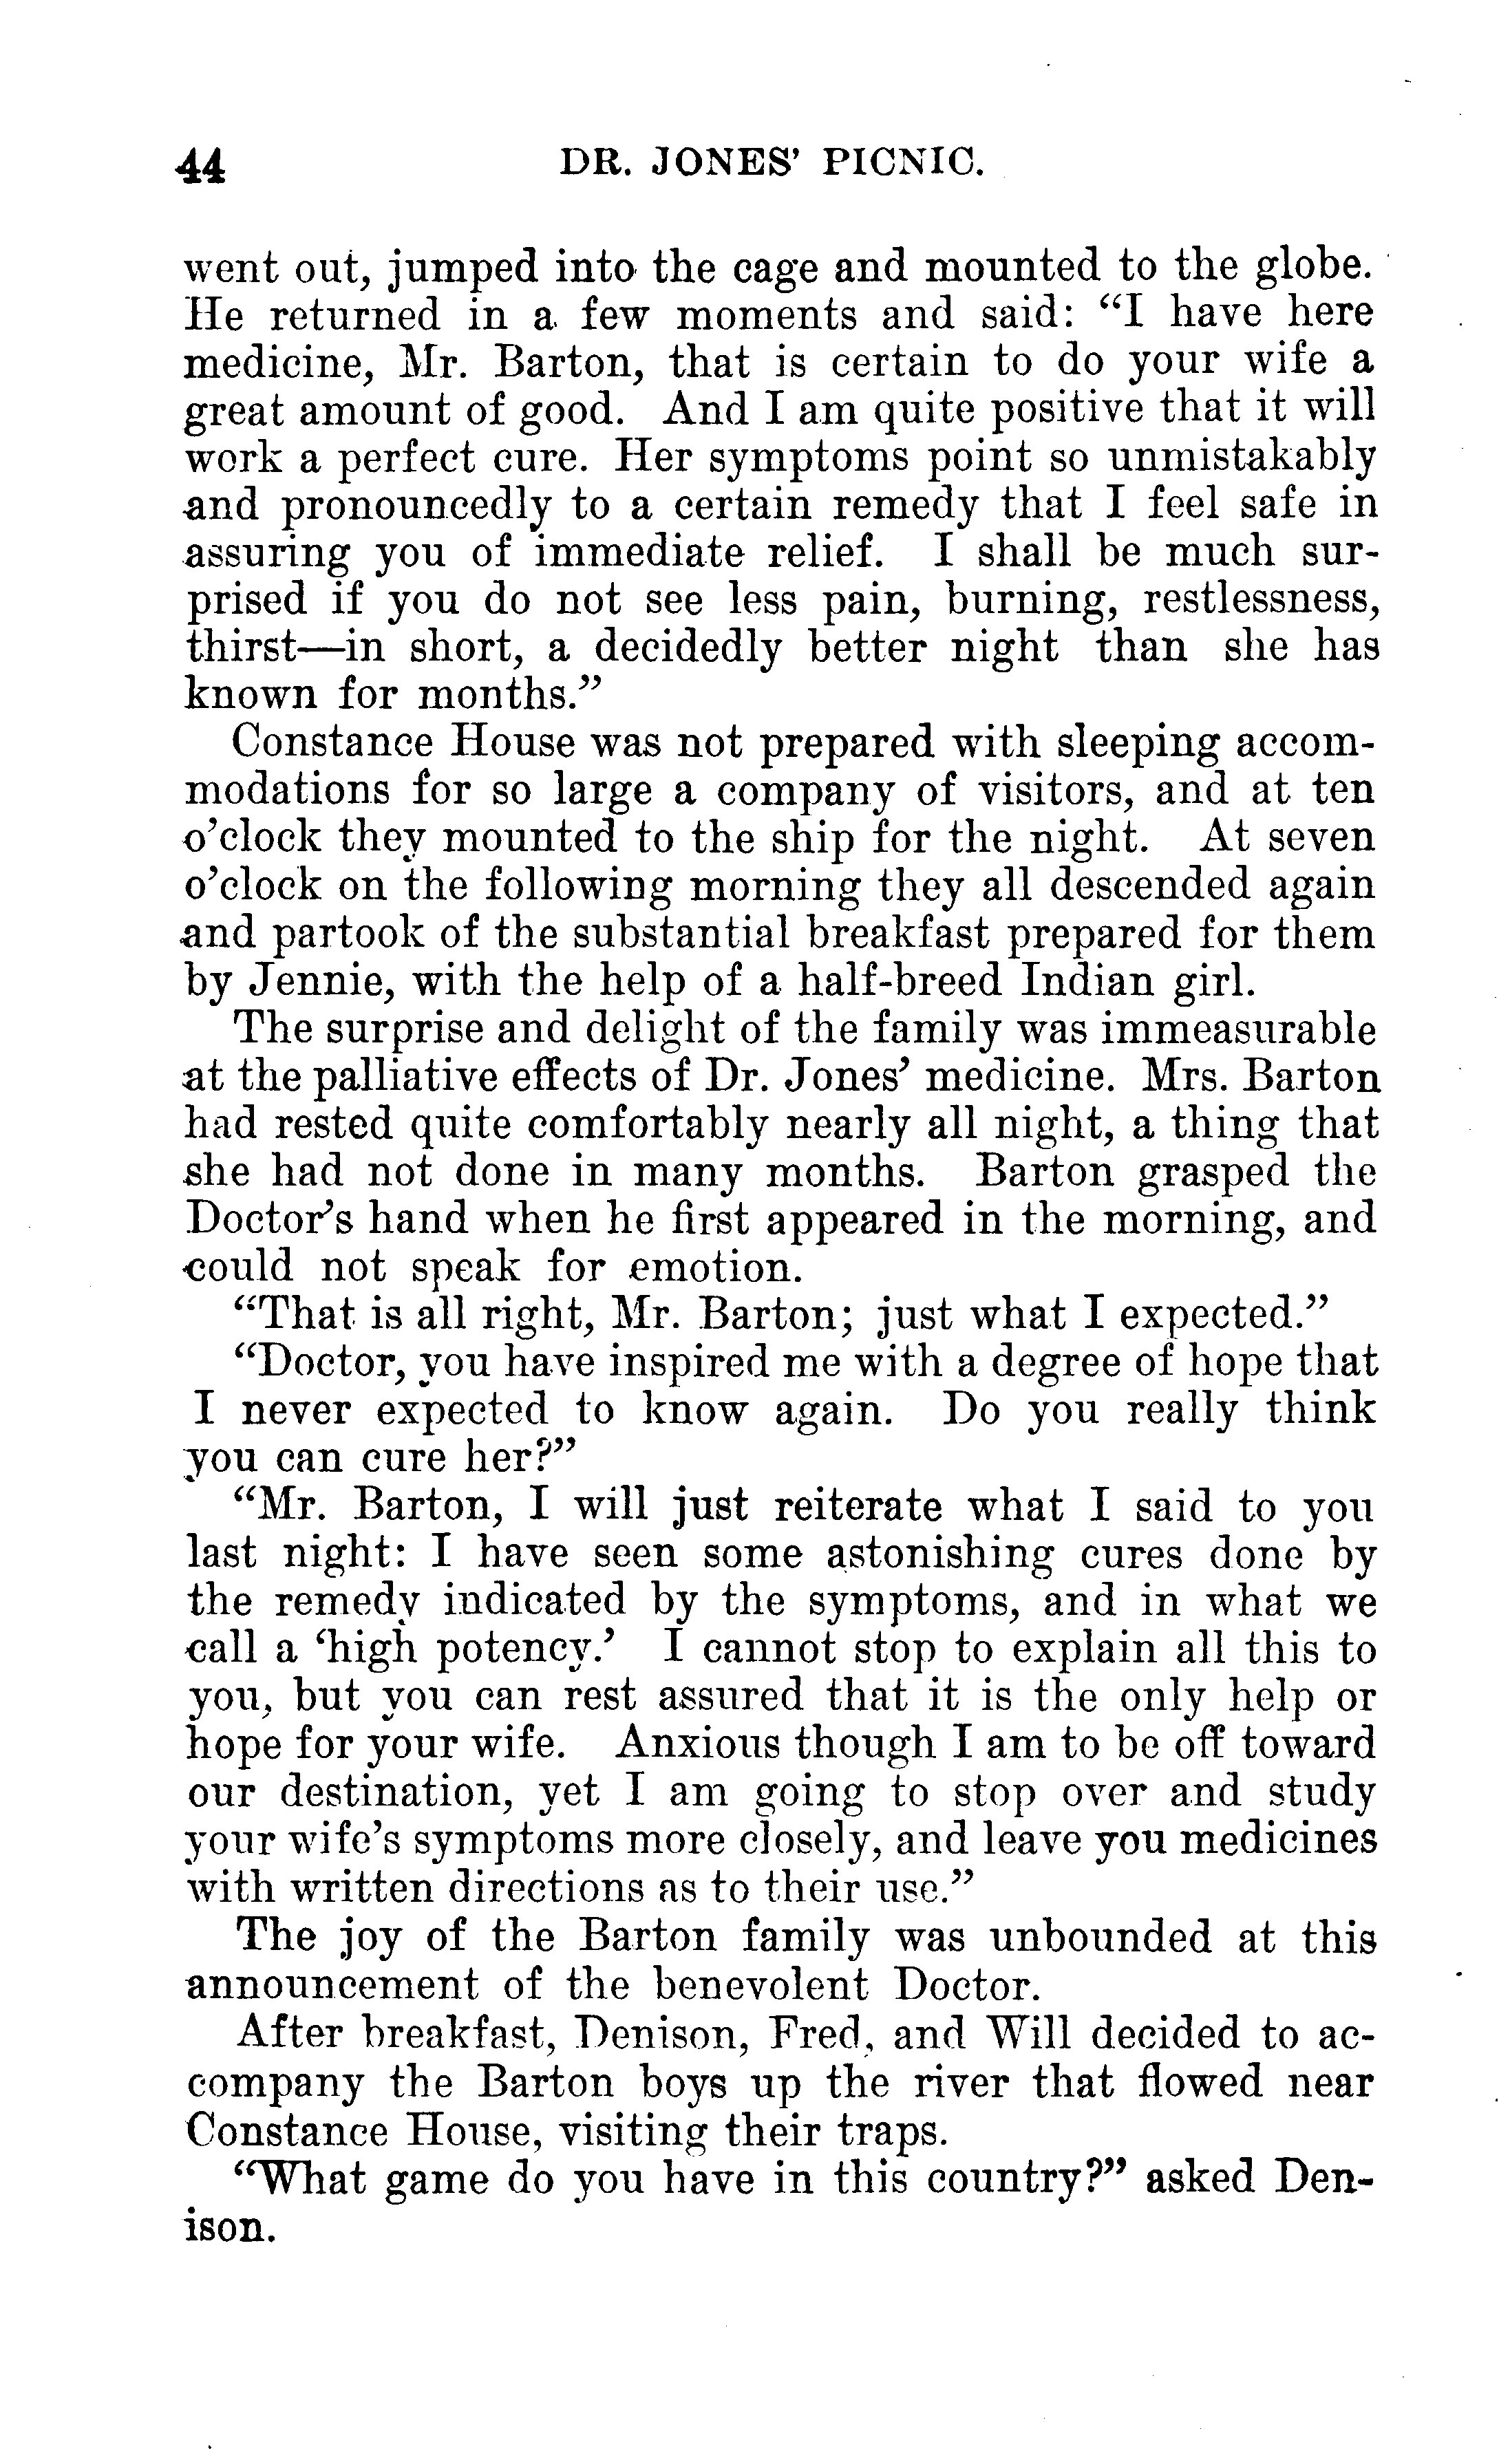 44 DR. JONES' PICNIC.
went out, jumped into the cage and mounted to the globe.
He returned in a few moments and said: “I have here
medicine, Mr. Barton, that is certain to do your wife a
great amount of good. And I am quite positive that it will
work a perfect cure. Her symptoms point so unmistakably
and pronouncedly to a certain remedy that I feel safe in
assuring you of immediate relief. I shall be much sur-
prised if you do not see less pain, burning, restlessness,
thirst—in short, a decidedly better night than she has
known for months.”
Constance House was not prepared with sleeping accom-
modations for so large a company of visitors, and at ten
o’clock they mounted to the ship for the night. At seven
o’clock on the following morning they all descended again
and partook of the substantial breakfast prepared for them
by Jennie, with the help of a half-breed Indian girl.
The surprise and delight of the family was immeasurable
at the palliative effects of Dr. Jones’ medicine. Mrs. Barton
had rested quite comfortably nearly all night, a thing that
she had not done in many months. Barton grasped the
Doctor’s hand when he first appeared in the morning, and
could not speak for emotion.
“That is all right, Mr. Barton; just what I expected.”
“Doctor, you have inspired me with a degree of hope that
I never expected to know again. Do you really think
you can cure her?”
“Mr. Barton, I will just reiterate what I said to you
last night: I have seen some astonishing cures done by
the remedy indicated by the symptoms, and in what we
call a ‘high potency.’ I cannot stop to explain all this to
you, but you can rest assured that it is the only help or
hope for your wife. Anxious though I am to be off toward
our destination, yet I am going to stop over and study
your wife’s symptoms more closely, and leave you medicines
with written directions as to their use.”
The joy of the Barton family was unbounded at this
announcement of the benevolent Doctor.
After breakfast, Denison, Fred, and Will decided to ac-
company the Barton boys up the river that flowed near
Constance House, visiting their traps.
“What game do you have in this country?” asked Den-
ison.